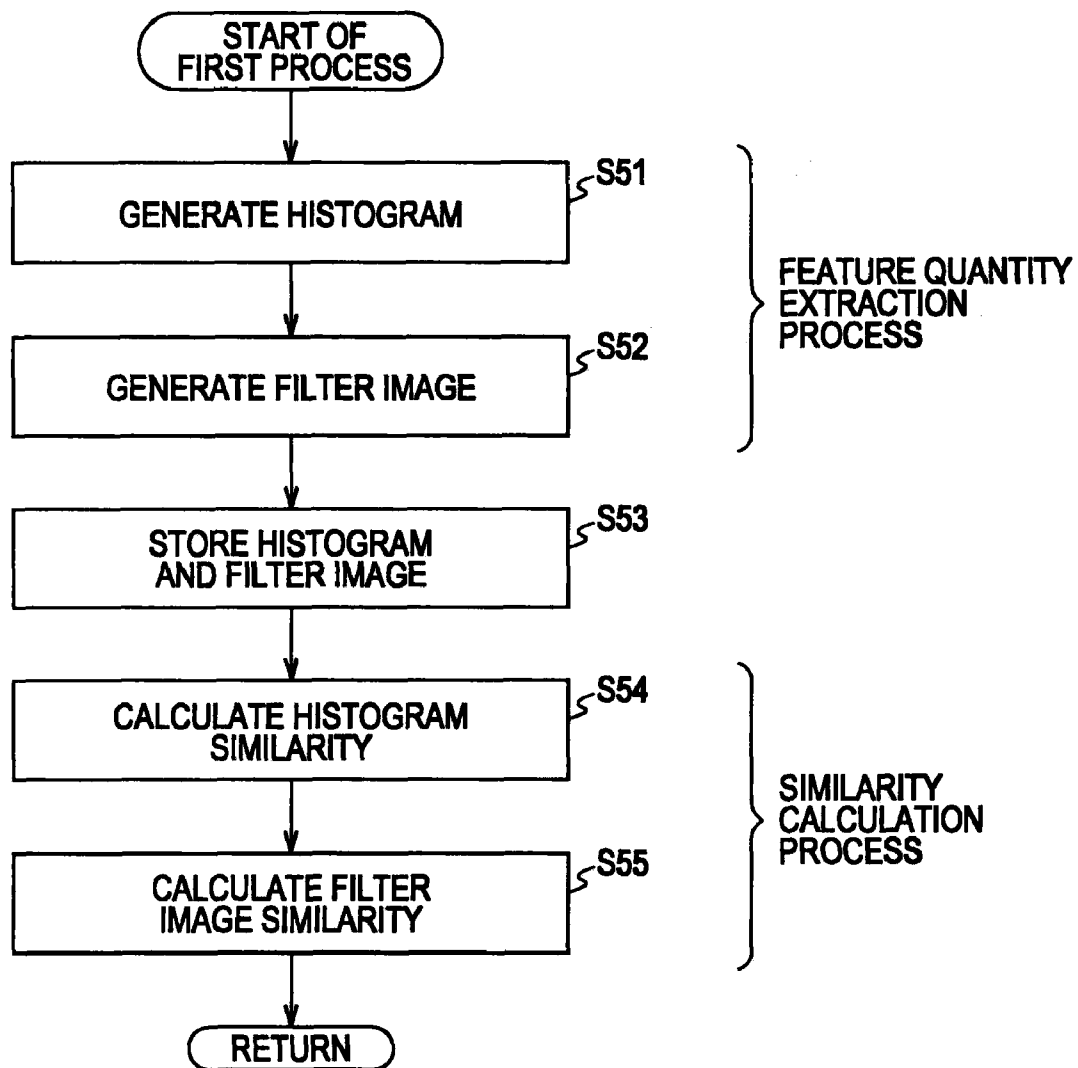 START OF
FIRST PROCESS
S51
GENERATE HISTOGRAM
FEATURE QUANTITY
EXTRACTION
PROCESS
S52
GENERATE FILTER IMAGE
S53
STORE HISTOGRAM
AND FILTER IMAGE
S54
CALCULATE HISTOGRAM
SIMILARITY
SIMILARITY
CALCULATION
PROCESS
S55
CALCULATE FILTER
IMAGE SIMILARITY
RETURN